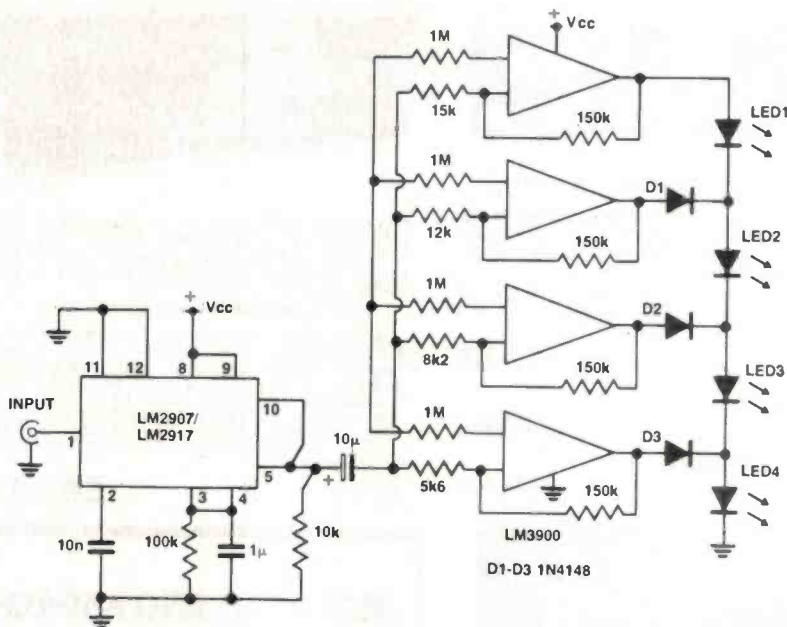 +
Vcc
1M
15k
150k
LED1
1M
D1
12k
150k
LED2
1M
D2
8k2
150k
LED3
1M
D3
5k6
150k
LED4
LM3900
D1-D3 1N4148
+
Vcc
11
12
8
9
INPUT
1
LM2907/
LM2917
10
5
10µ
+
2
3
4
10n
100k
1µ
10k